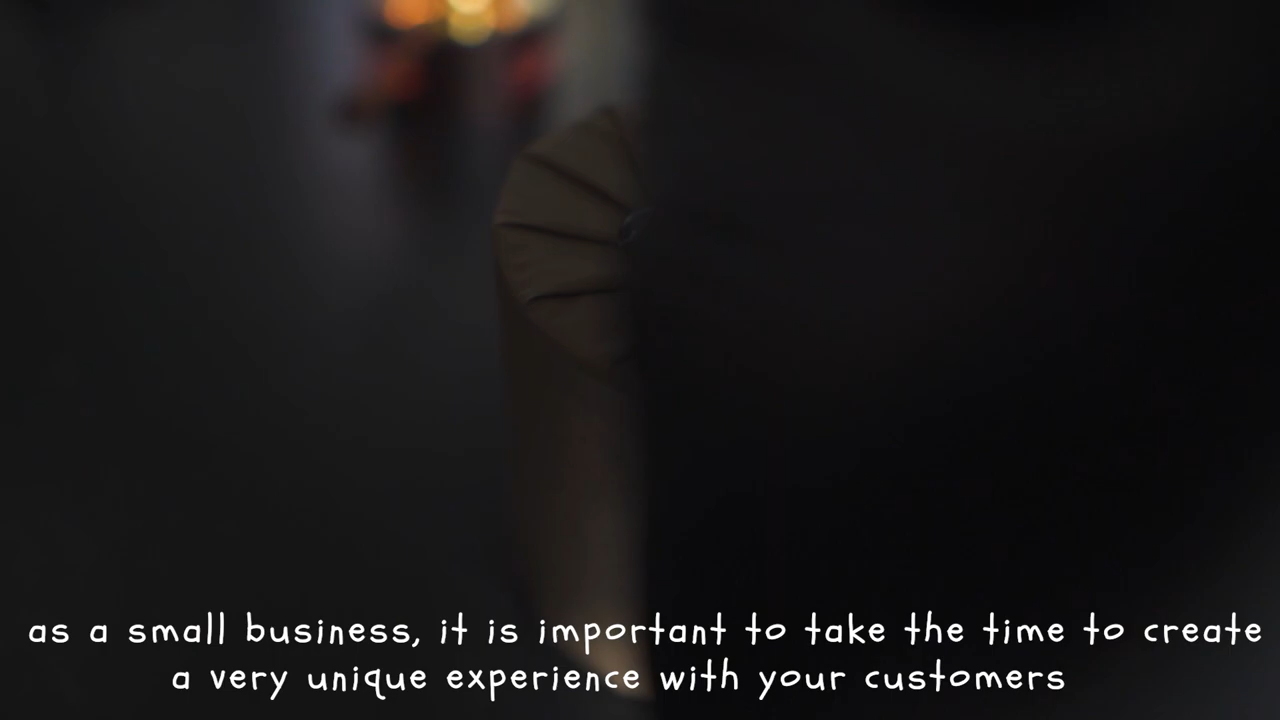 as a small business, it is important to take the time to create
a very unique experience with your customers